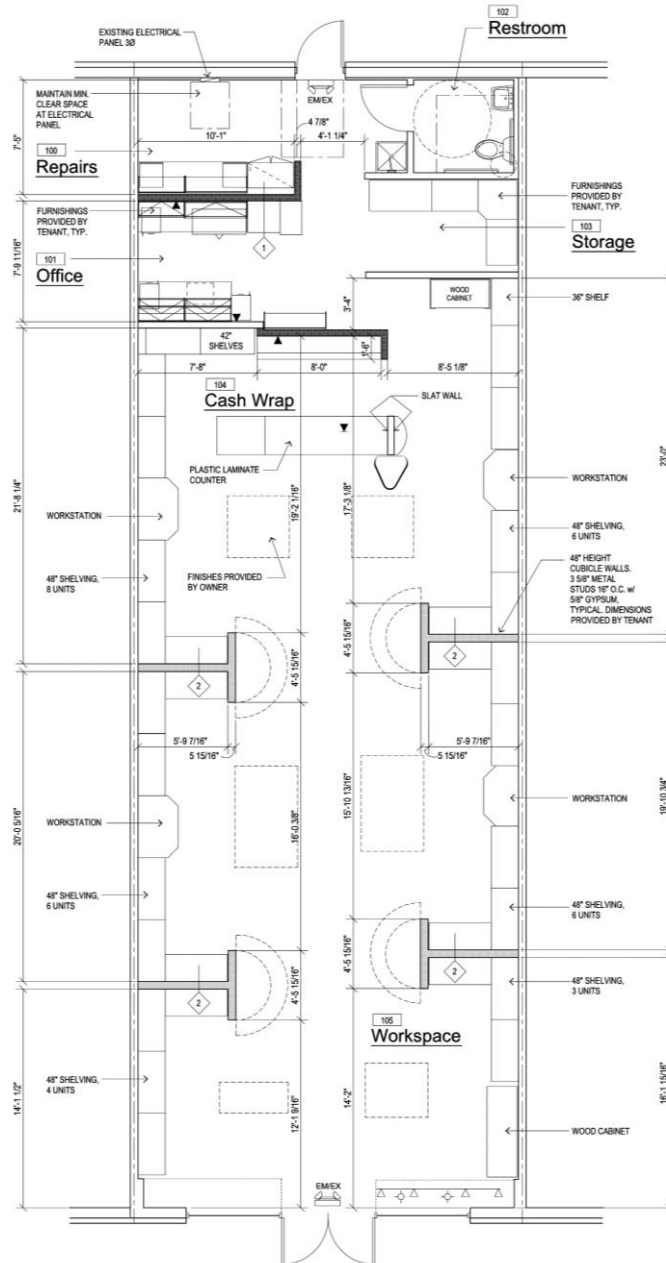 102
Restroom
EXISTING ELECTRICAL
PANEL 3Ø
EM/EX
MAINTAIN MIN.
CLEAR SPACE
AT ELECTRICAL
PANEL
4 7/8"
10'-1"
4'-1 1/4"
7'-5"
100
Repairs
FURNISHINGS
PROVIDED BY
TENANT, TYP.
FURNISHINGS
PROVIDED BY
TENANT, TYP.
103
Storage
1
7'-9 11/16"
101
Office
WOOD
CABINET
36" SHELF
3'-4"
42"
SHELVES
1'-6"
7'-8"
8'-0"
8'-5 1/8"
104
Cash Wrap
SLAT WALL
PLASTIC LAMINATE
COUNTER
23'-0"
WORKSTATION
21'-8 1/4"
19'-2 1/16"
17'-3 1/8"
WORKSTATION
48" SHELVING,
6 UNITS
FINISHES PROVIDED
BY OWNER
48" SHELVING,
8 UNITS
48" HEIGHT
CUBICLE WALLS.
3 5/8" METAL
STUDS 16" O.C. w/
5/8" GYPSUM,
TYPICAL. DIMENSIONS
PROVIDED BY TENANT
4'-5 15/16"
4'-5 15/16"
2
2
5'-9 7/16"
5 15/16"
5'-9 7/16"
5 15/16"
20'-0 5/16"
16'-0 3/8"
15'-10 13/16"
19'-10 3/4"
WORKSTATION
WORKSTATION
48" SHELVING,
6 UNITS
48" SHELVING,
6 UNITS
4'-5 15/16"
4'-5 15/16"
2
2
48" SHELVING,
3 UNITS
105
Workspace
48" SHELVING,
4 UNITS
14'-1 1/2"
12'-1 9/16"
14'-2"
16'-1 15/16"
WOOD CABINET
EM/EX